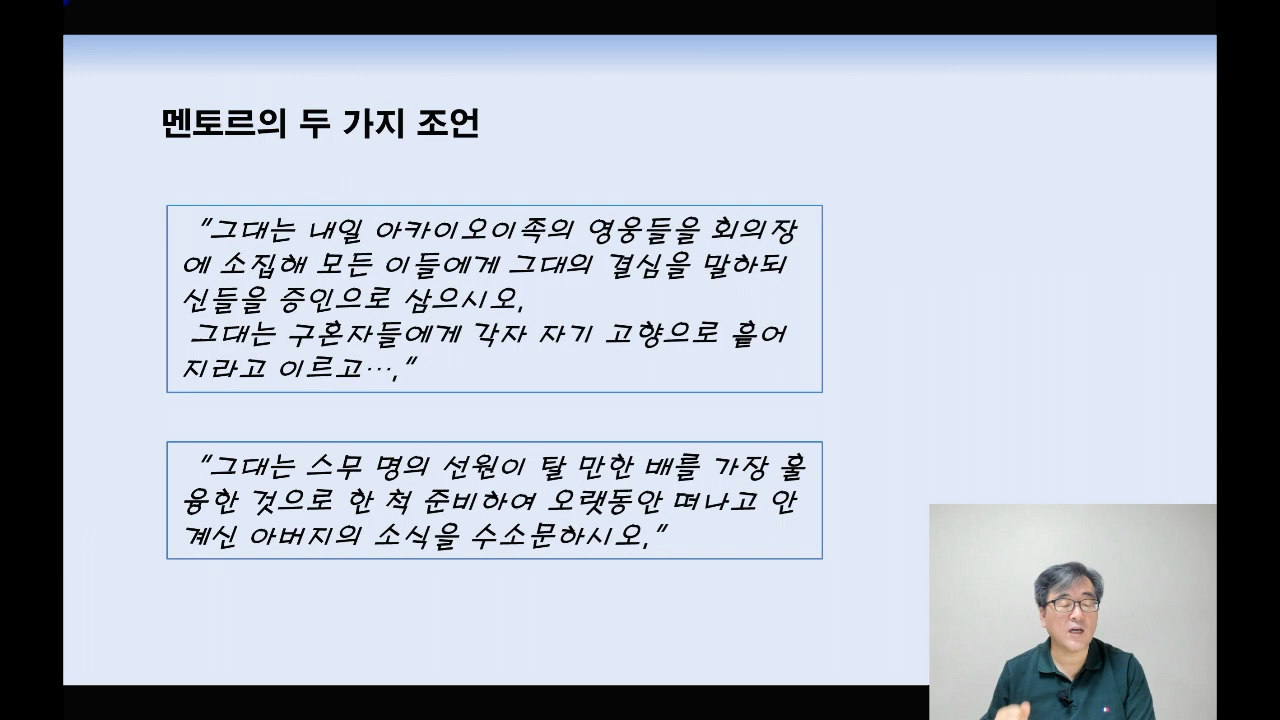 멘토르의 두 가지 조언
"그대는 내일 아카이오이족의 영웅들을 회의장
에 소집해 모든 이들에게 그대의 결심을 말하되
신들을 증인으로 삼으시오.
그대는 구혼자들에게 각자 자기 고향으로 흩어
지라고 이르고…."
"그대는 스무 명의 선원이 탈 만한 배를 가장 훌
륭한 것으로 한 척 준비하여 오랫동안 떠나고 안
계신 아버지의 소식을 수소문하시오."